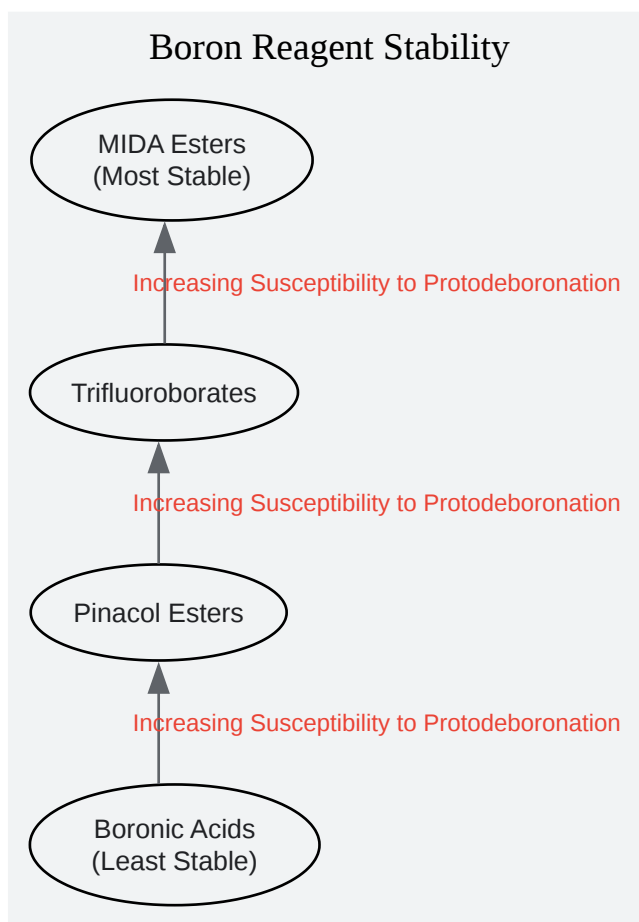 Boron Reagent Stability
MIDA Esters
(Most Stable)
Increasing Susceptibility to Protodeboronation
Trifluoroborates
Increasing Susceptibility to Protodeboronation
Pinacol Esters
Increasing Susceptibility to Protodeboronation
Boronic Acids
(Least Stable)